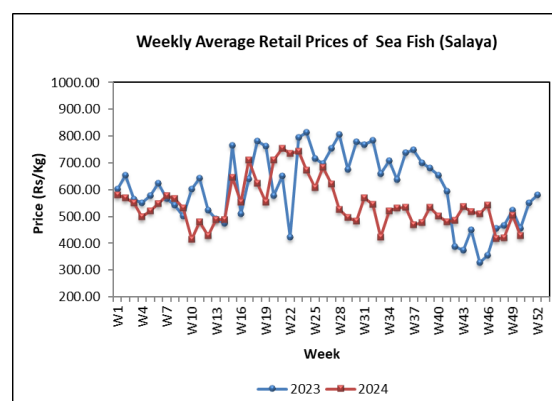 Weekly Average Retail Prices of Sea Fish (Salaya)
Price (Rs/Kg)
1000.00
900.00
800.00
700.00
600.00
500.00
400.00
300.00
200.00
W1
W4
W7
W10
W13
W16
W19
W22
W25
W28
W31
W34
W37
W40
W43
W46
W49
W52
Week
2023
2024